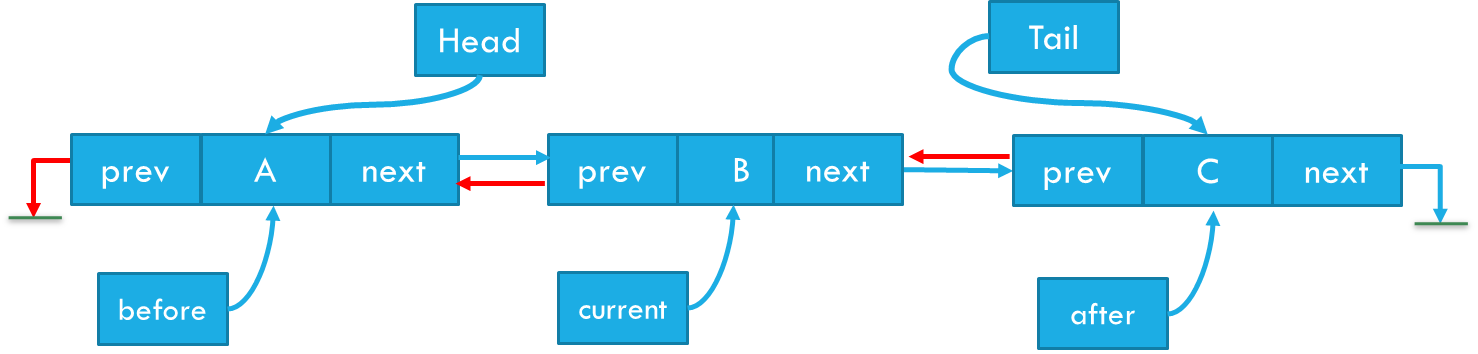 Head
Tail
prev A next
prev B next
prev C next
before
current
after